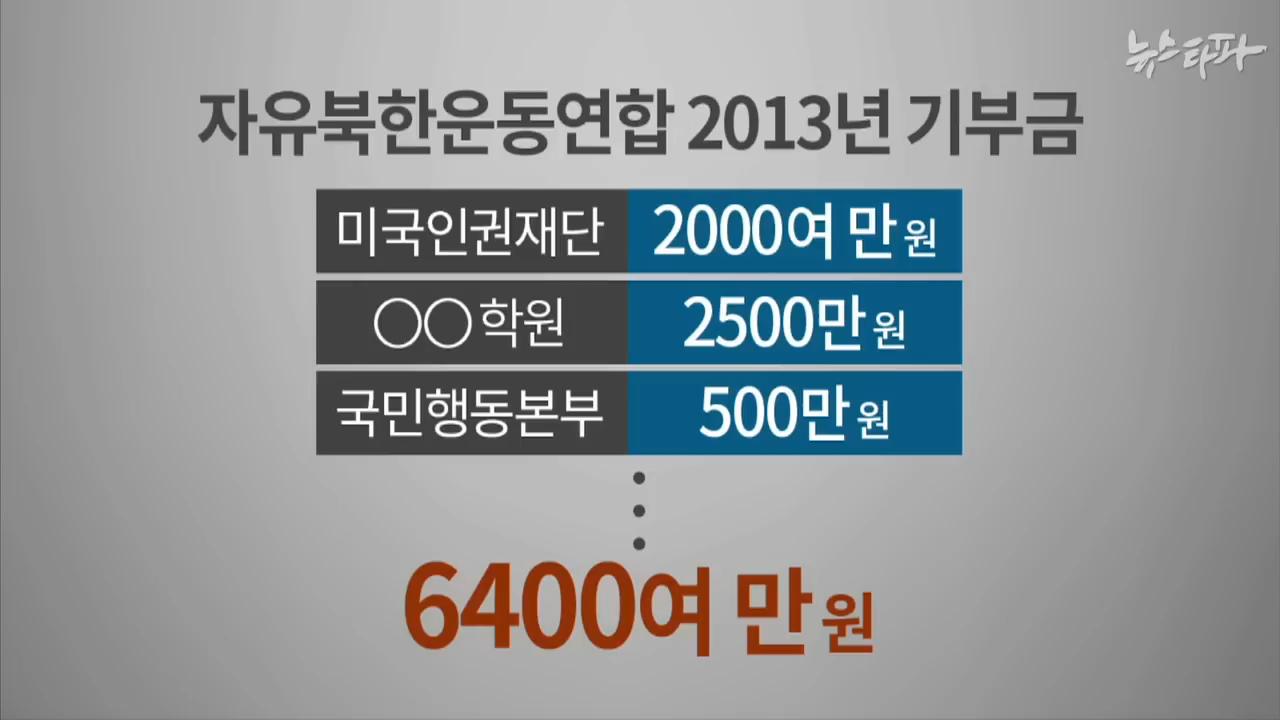 뉴스타파
자유북한운동연합 2013년 기부금
미국인권재단 2000여 만원
○○학원 2500만원
국민행동본부 500만원
6400여 만원